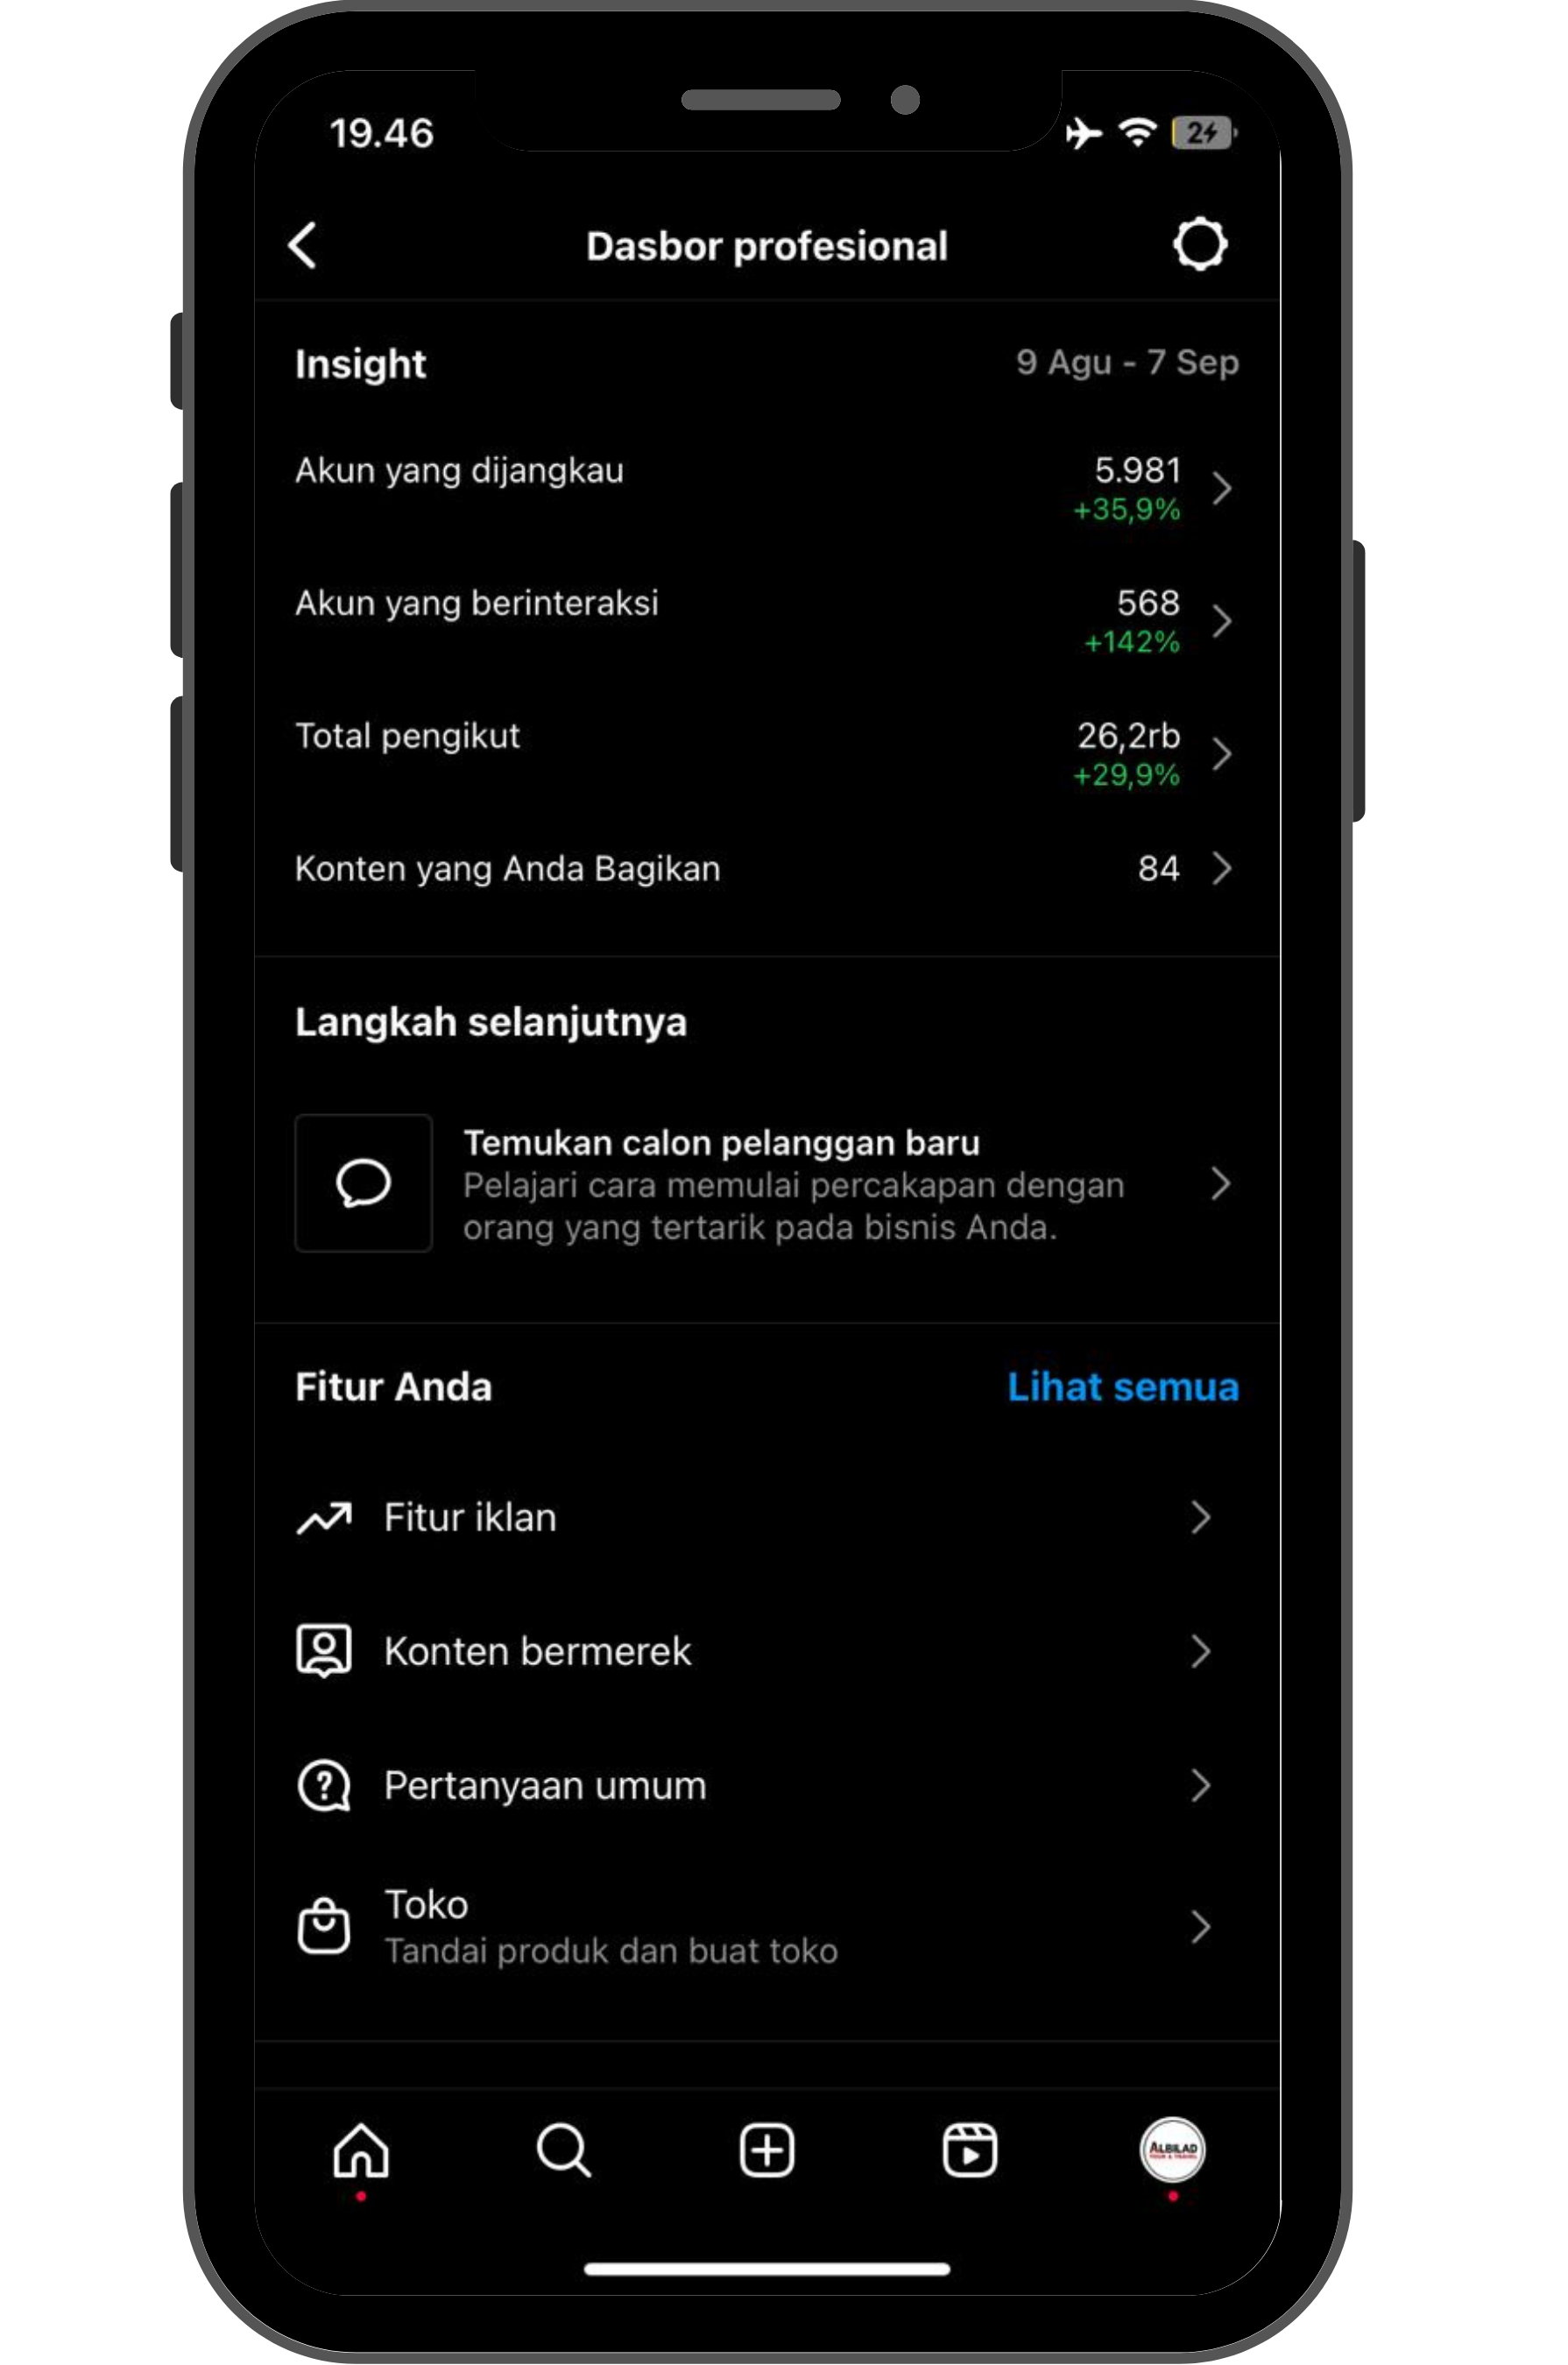 19.46
2
Dasbor profesional
Insight
9 Agu - 7 Sep
Akun yang dijangkau
5.981
+35,9%
Akun yang berinteraksi
568
+142%
Total pengikut
26,2rb
+29,9%
Konten yang Anda Bagikan
84
Langkah selanjutnya
Temukan calon pelanggan baru
Pelajari cara memulai percakapan dengan
orang yang tertarik pada bisnis Anda.
Fitur Anda
Lihat semua
Fitur iklan
Konten bermerek
Pertanyaan umum
Toko
Tandai produk dan buat toko
ALBILAD
TOUR & TRAVEL